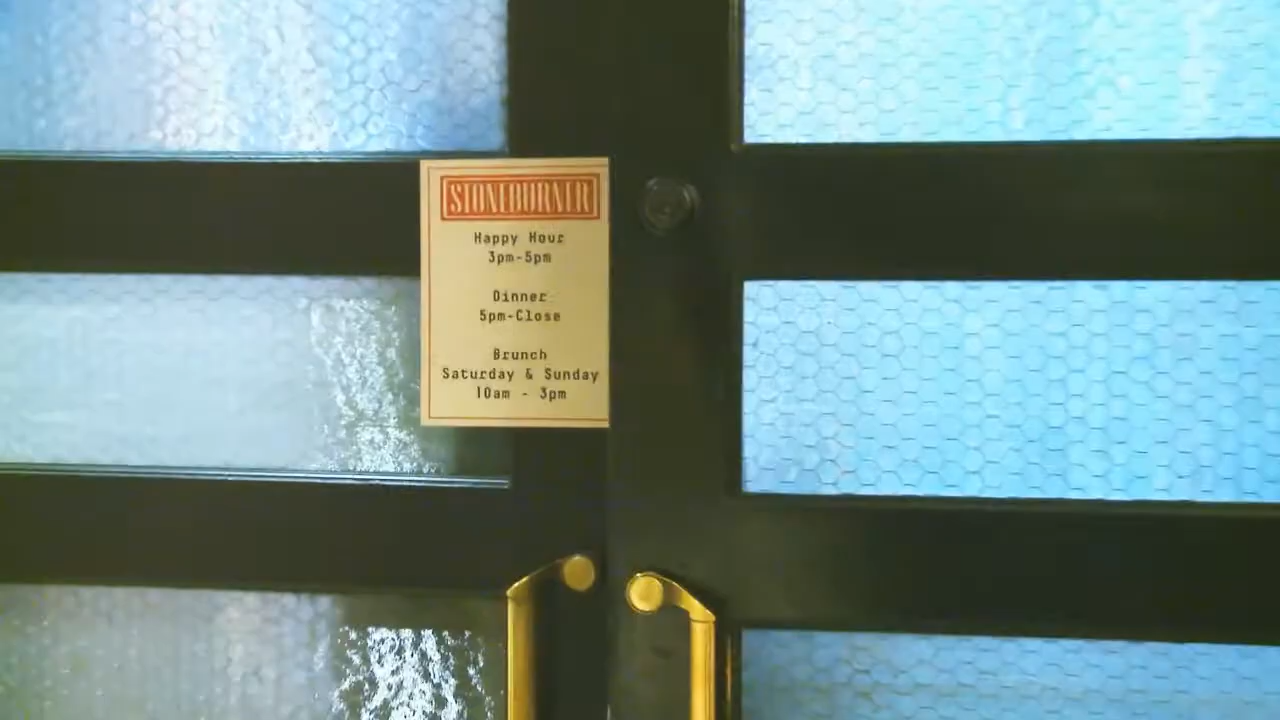 STONEBURNER
Happy Hour
3pm-5pm
Dinner
5pm-Close
Brunch
Saturday & Sunday
10am - 3pm